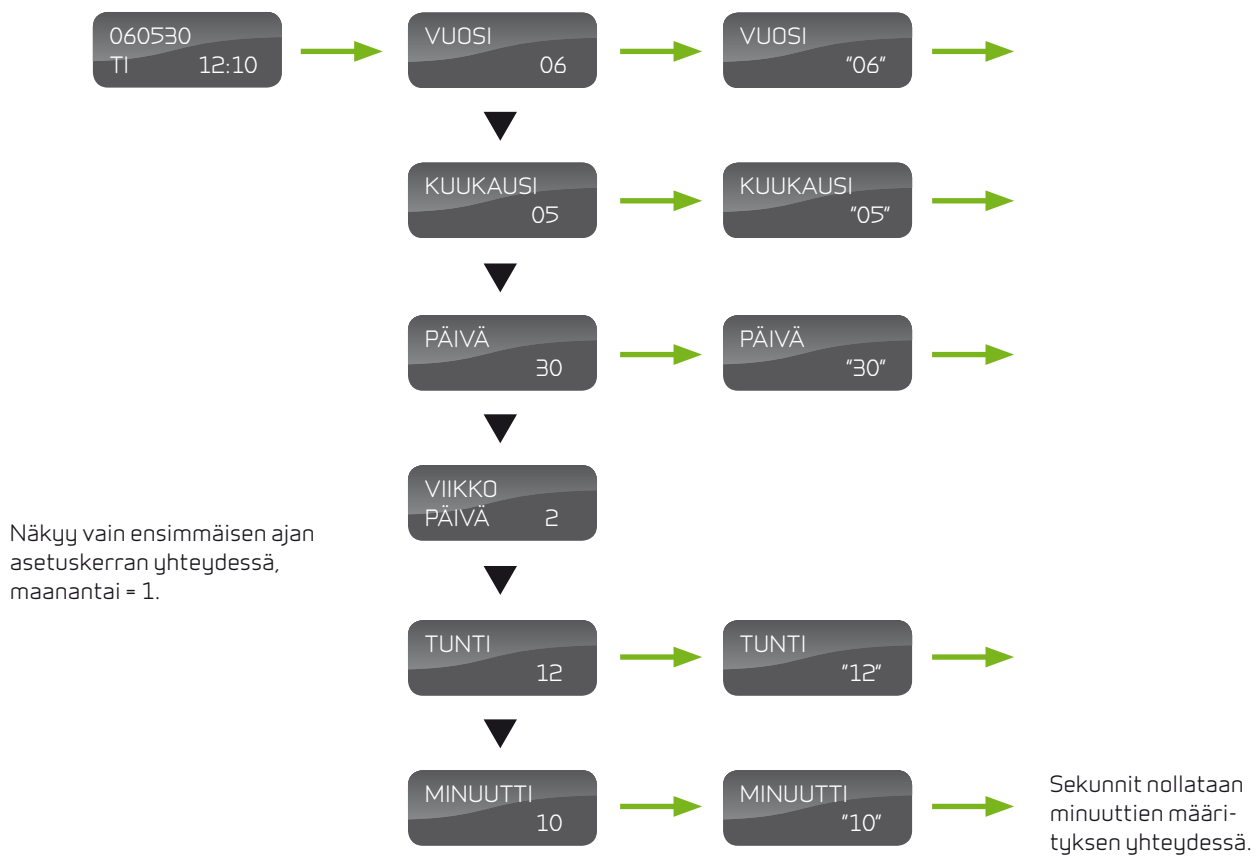 060530
TI 12:10
VUOSI
06
VUOSI
"06"
KUUKAUSI
05
KUUKAUSI
"05"
PÄIVÄ
30
PÄIVÄ
"30"
VIIKKO
PÄIVÄ 2
Näkyy vain ensimmäisen ajan
asetuskerran yhteydessä,
maanantai = 1.
TUNTI
12
TUNTI
"12"
MINUUTTI
10
MINUUTTI
"10"
Sekunnit nollataan
minuuttien määri-
tyksen yhteydessä.